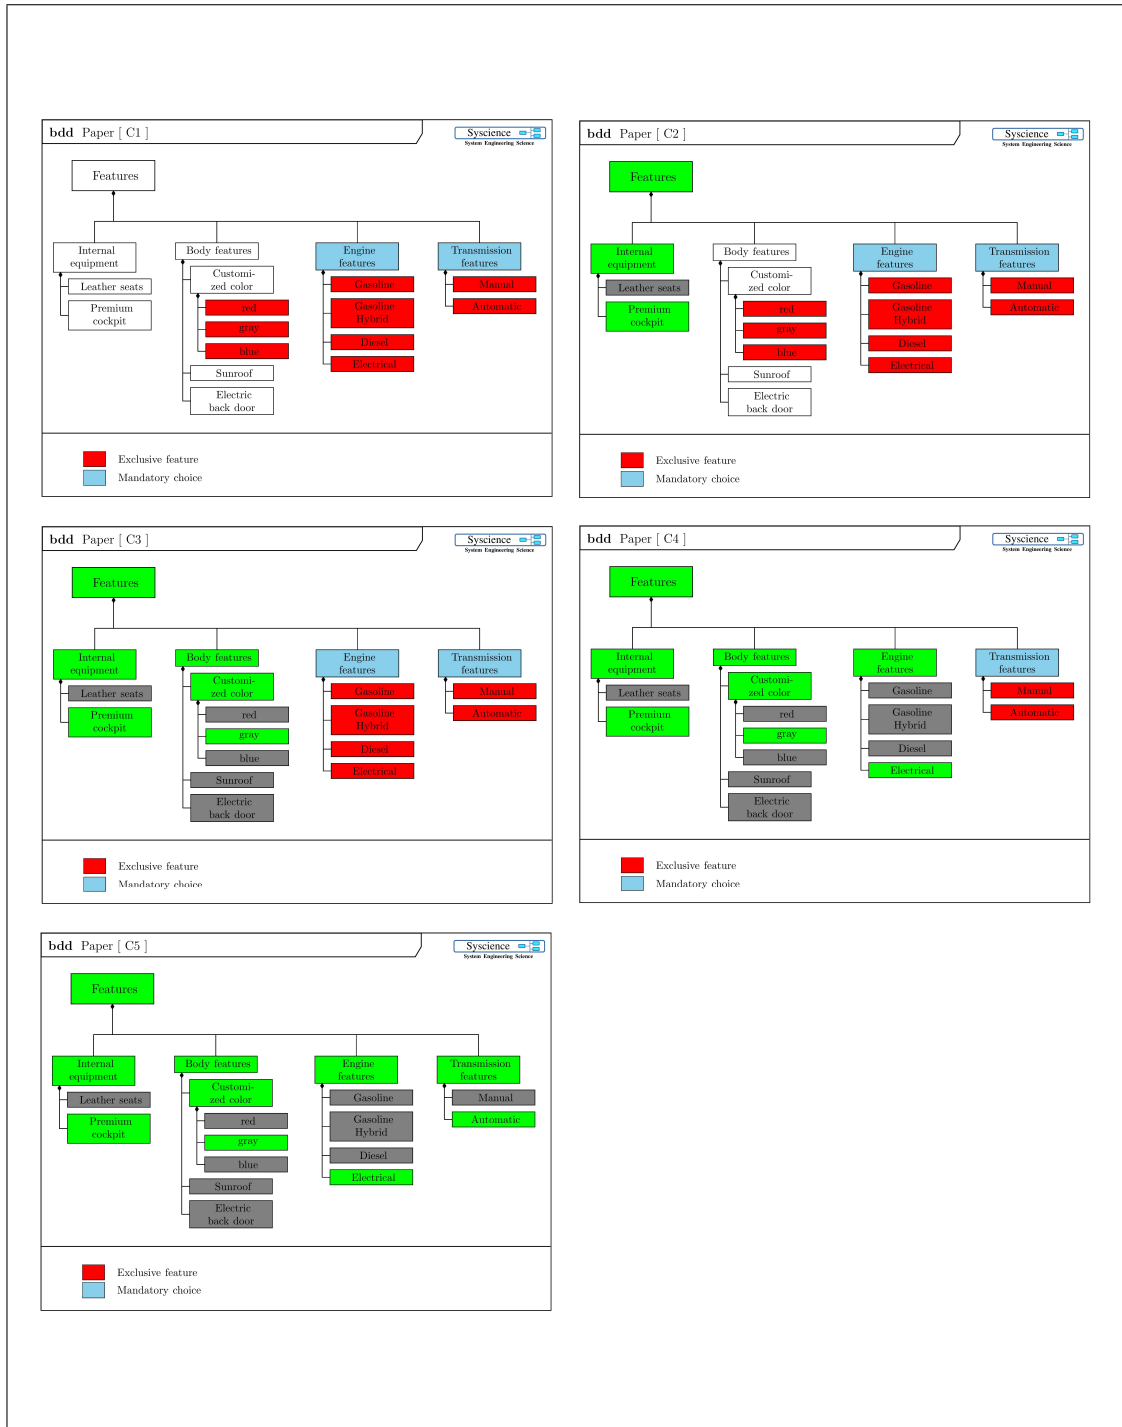 bdd Paper [ C1 ]
Syscience
System Engineering Science
Features
Internal
equipment
Leather seats
Premium
cockpit
Body features
Customi-
zed color
red
gray
blue
Sunroof
Electric
back door
Engine
features
Gasoline
Gasoline
Hybrid
Diesel
Electrical
Transmission
features
Manual
Automatic
Exclusive feature
Mandatory choice
bdd Paper [ C2 ]
Syscience
System Engineering Science
Features
Internal
equipment
Leather seats
Premium
cockpit
Body features
Customi-
zed color
red
gray
blue
Sunroof
Electric
back door
Engine
features
Gasoline
Gasoline
Hybrid
Diesel
Electrical
Transmission
features
Manual
Automatic
Exclusive feature
Mandatory choice
bdd Paper [ C3 ]
Syscience
System Engineering Science
Features
Internal
equipment
Leather seats
Premium
cockpit
Body features
Customi-
zed color
red
gray
blue
Sunroof
Electric
back door
Engine
features
Gasoline
Gasoline
Hybrid
Diesel
Electrical
Transmission
features
Manual
Automatic
Exclusive feature
Mandatory choice
bdd Paper [ C4 ]
Syscience
System Engineering Science
Features
Internal
equipment
Leather seats
Premium
cockpit
Body features
Customi-
zed color
red
gray
blue
Sunroof
Electric
back door
Engine
features
Gasoline
Gasoline
Hybrid
Diesel
Electrical
Transmission
features
Manual
Automatic
Exclusive feature
Mandatory choice
bdd Paper [ C5 ]
Syscience
System Engineering Science
Features
Internal
equipment
Leather seats
Premium
cockpit
Body features
Customi-
zed color
red
gray
blue
Sunroof
Electric
back door
Engine
features
Gasoline
Gasoline
Hybrid
Diesel
Electrical
Transmission
features
Manual
Automatic
Exclusive feature
Mandatory choice